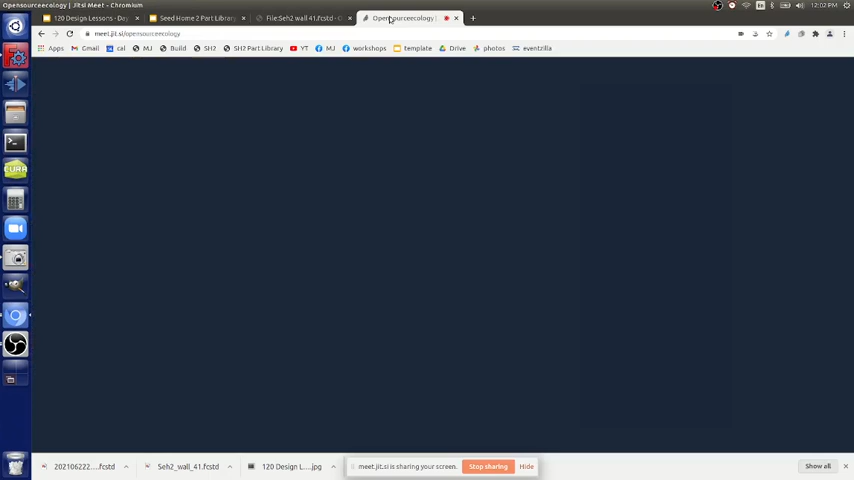 Opensourceecology | Jitsi Meet - Chromium
En
12:02 PM
120 Design Lessons - Day
Seed Home 2 Part Library
File:Seh2 wall 41.fcstd - O
Opensourceecology |
meet.jit.si/opensourceecology
Apps
Gmail
cal
MJ
Build
SH2
SH2 Part Library
YT
MJ
workshops
template
Drive
photos
eventzilla
CURA
202106222....fcstd
Seh2_wall_41.fcstd
120 Design L....jpg
meet.jit.si is sharing your screen.
Stop sharing
Hide
Show all